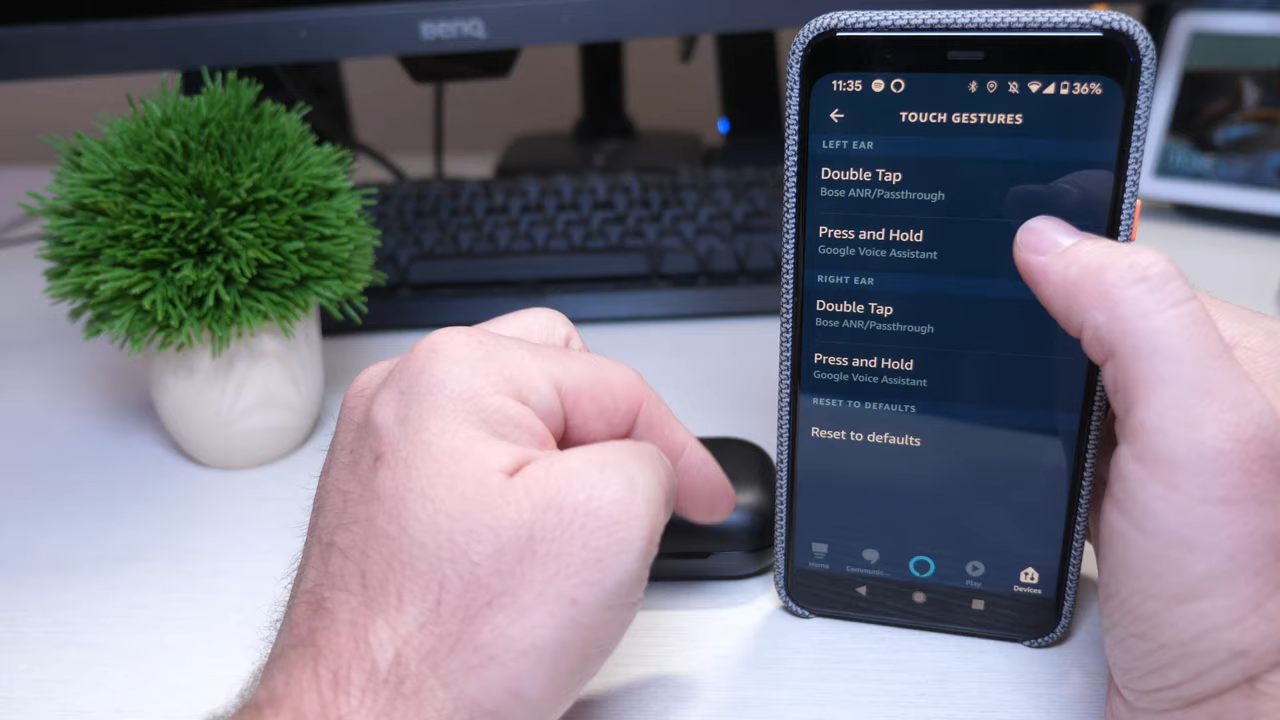 BenQ
11:35
36%
TOUCH GESTURES
LEFT EAR
Double Tap
Bose ANR/Passthrough
Press and Hold
Google Voice Assistant
RIGHT EAR
Double Tap
Bose ANR/Passthrough
Press and Hold
Google Voice Assistant
RESET TO DEFAULTS
Reset to defaults
Home
Communic...
Play
Devices